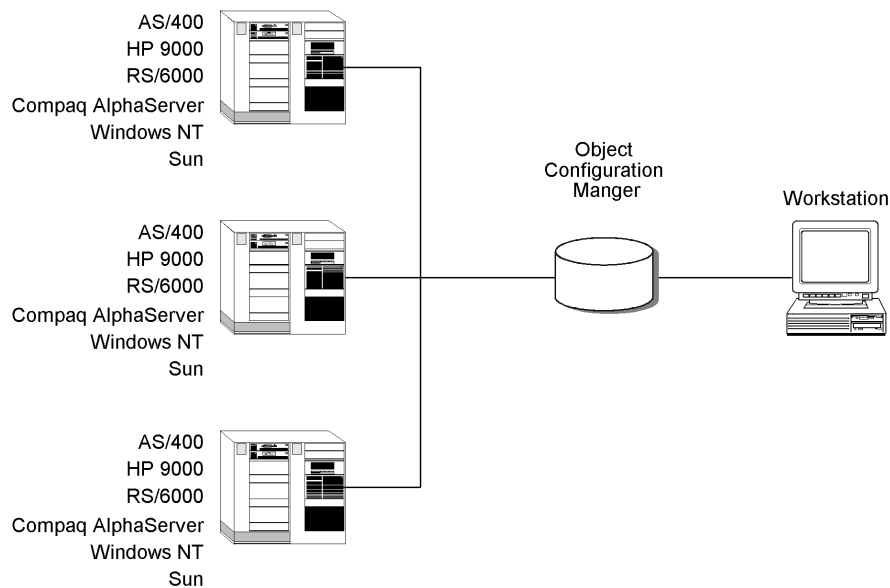 AS/400
HP 9000
RS/6000
Compaq AlphaServer
Windows NT
Sun
Object
Configuration
Manger
Workstation
AS/400
HP 9000
RS/6000
Compaq AlphaServer
Windows NT
Sun
AS/400
HP 9000
RS/6000
Compaq AlphaServer
Windows NT
Sun